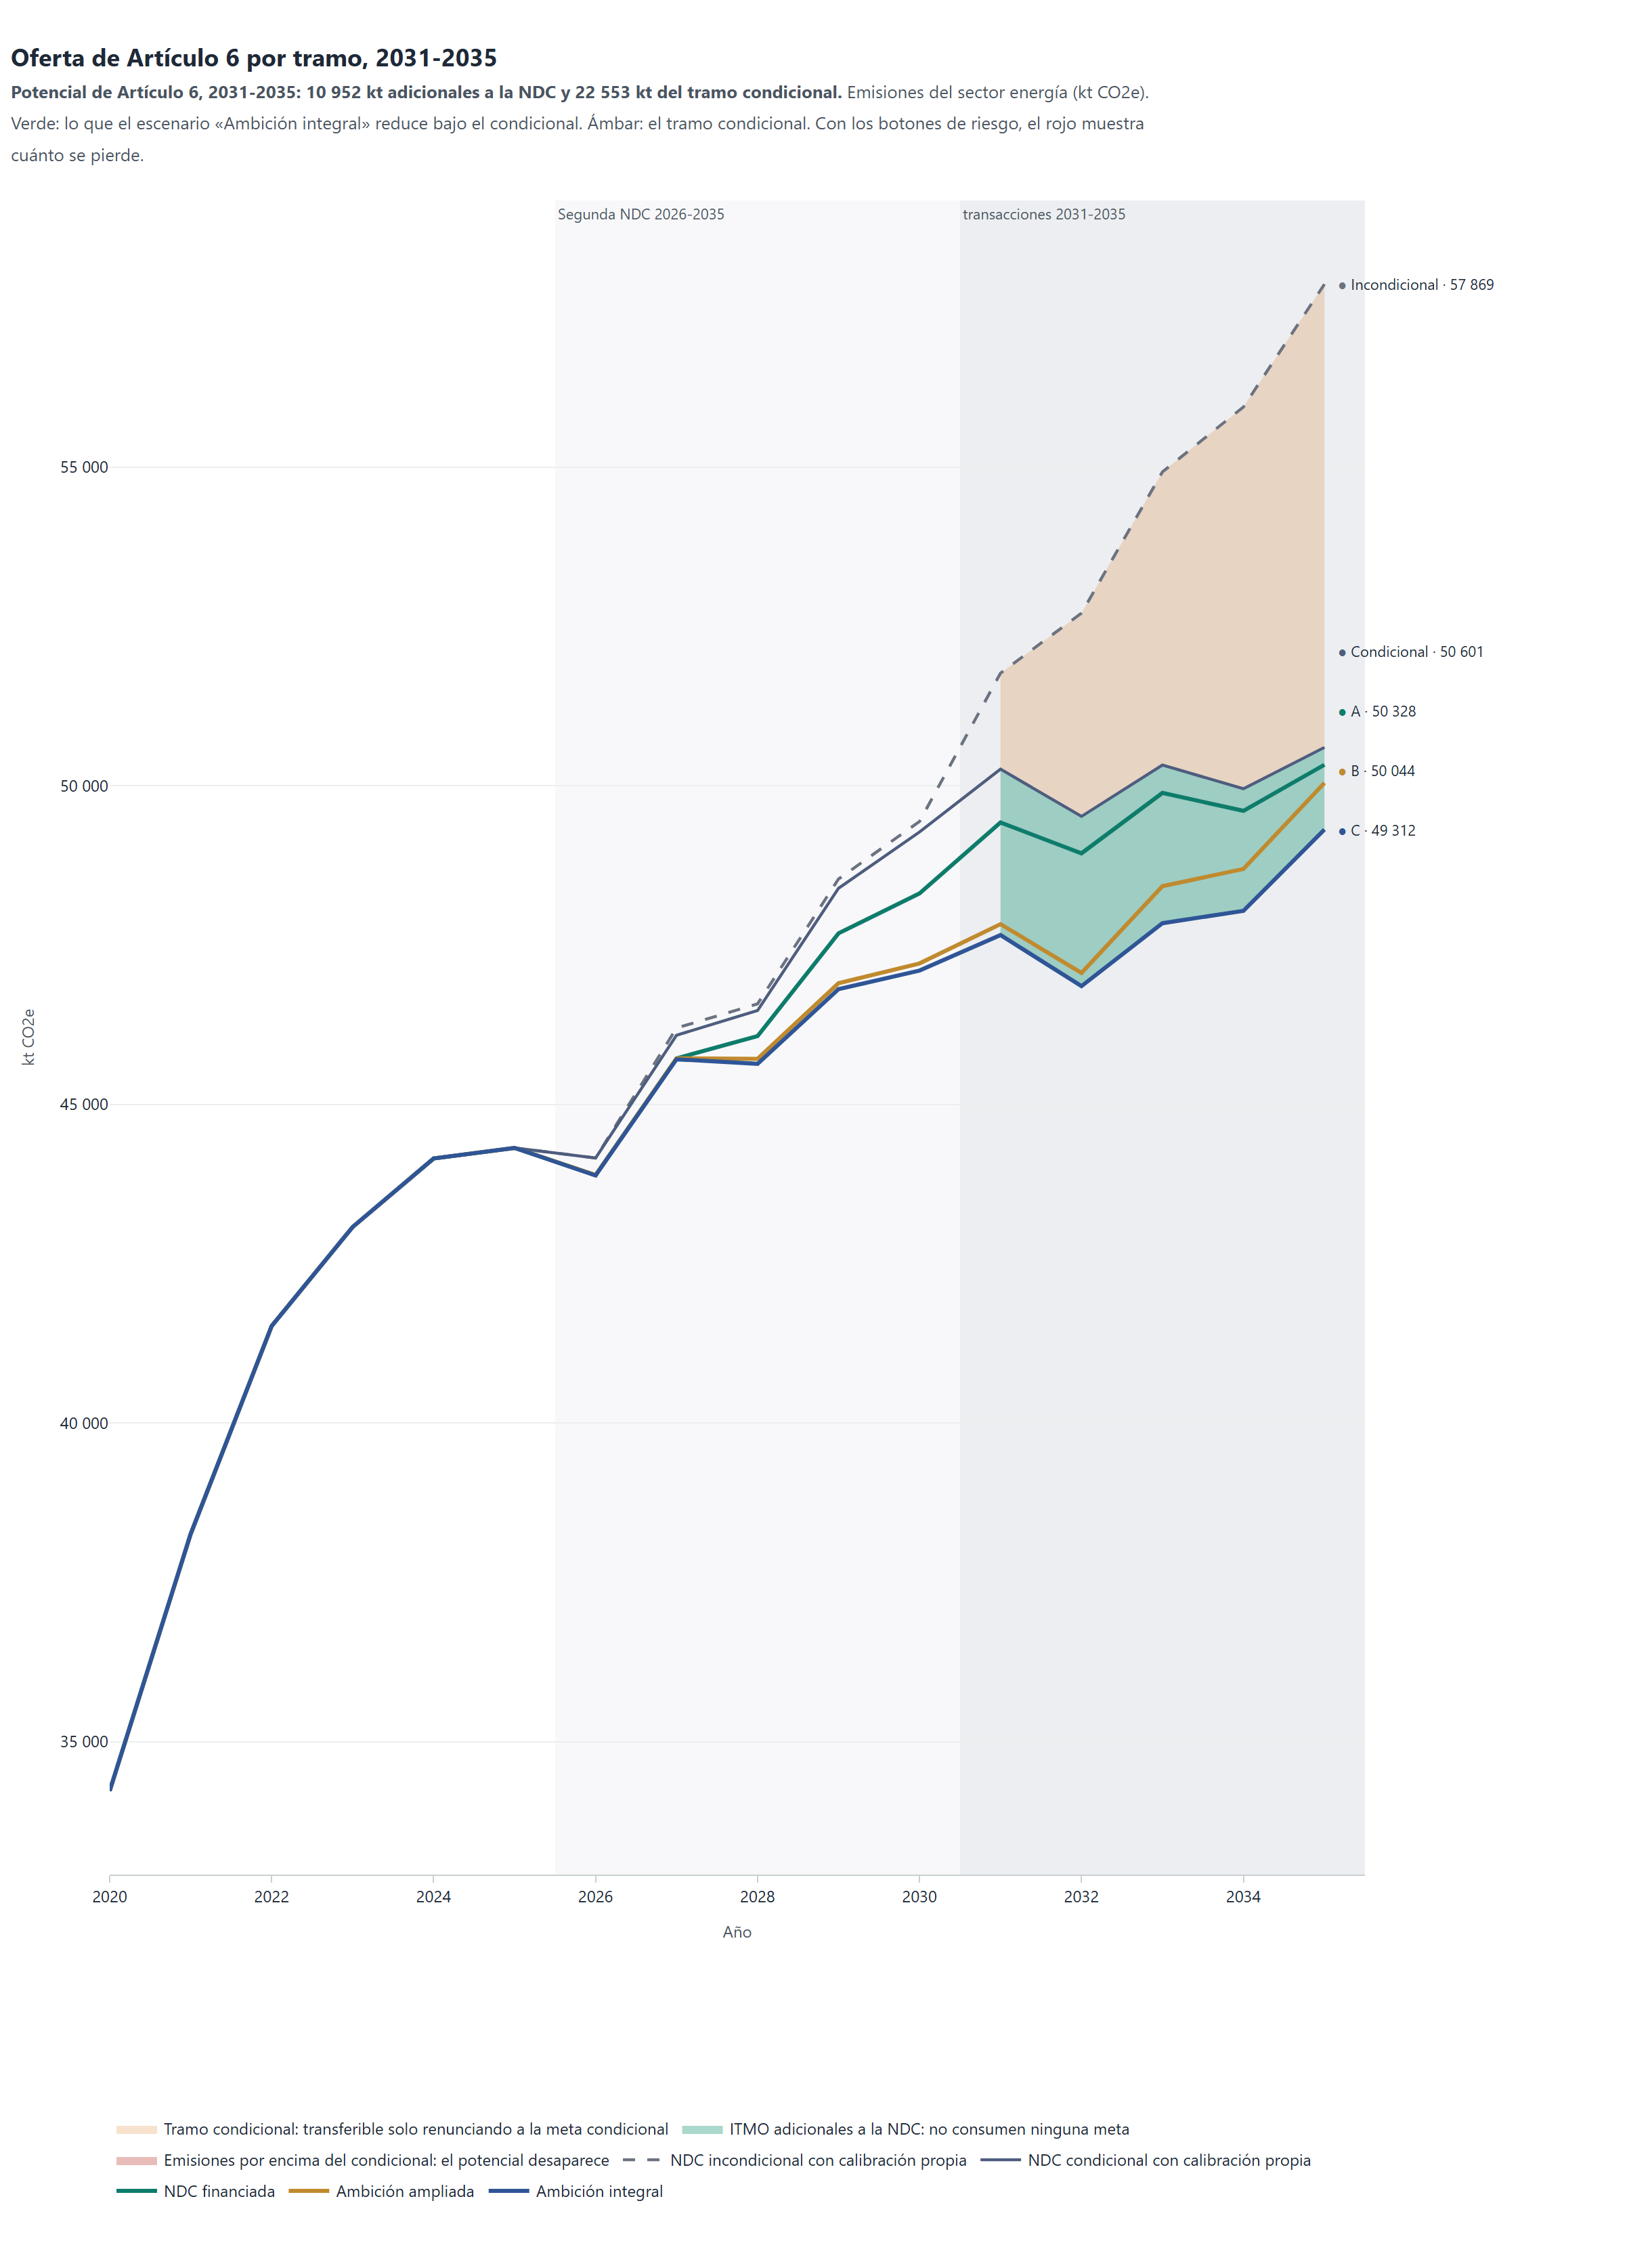 Oferta de Artículo 6 por tramo, 2031-2035
Potencial de Artículo 6, 2031-2035: 10 952 kt adicionales a la NDC y 22 553 kt del tramo condicional. Emisiones del sector energía (kt CO2e).
Verde: lo que el escenario «Ambición integral» reduce bajo el condicional. Ámbar: el tramo condicional. Con los botones de riesgo, el rojo muestra
cuánto se pierde.
Segunda NDC 2026-2035
transacciones 2031-2035
Incondicional · 57 869
55 000
Condicional · 50 601
A · 50 328
B · 50 044
50 000
C · 49 312
kt CO2e
45 000
40 000
35 000
2020
2022
2024
2026
2028
2030
2032
2034
Año
Tramo condicional: transferible solo renunciando a la meta condicional
ITMO adicionales a la NDC: no consumen ninguna meta
Emisiones por encima del condicional: el potencial desaparece
NDC incondicional con calibración propia
NDC condicional con calibración propia
NDC financiada
Ambición ampliada
Ambición integral